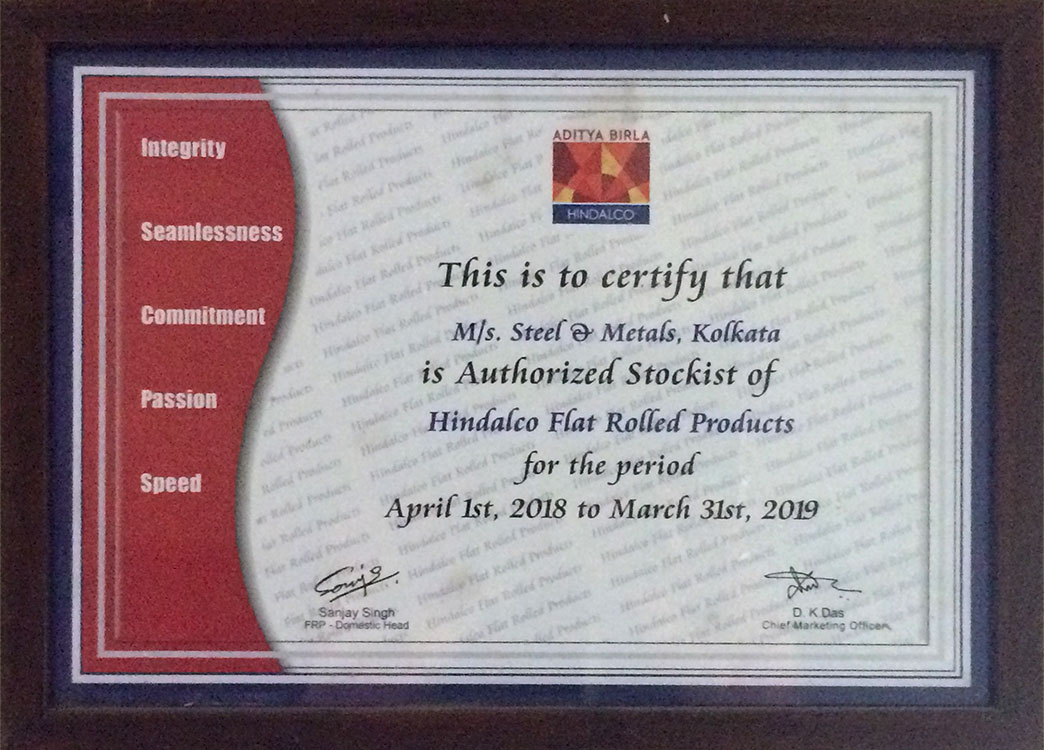 Integrity
Seamlessness
Commitment
Passion
Speed
ADITYA BIRLA
HINDALCO
This is to certify that
M/s. Steel & Metals, Kolkata
is Authorized Stockist of
Hindalco Flat Rolled Products
for the period
April 1st, 2018 to March 31st, 2019
Sanjay Singh
FRP - Domestic Head
D. K Das
Chief Marketing Officer